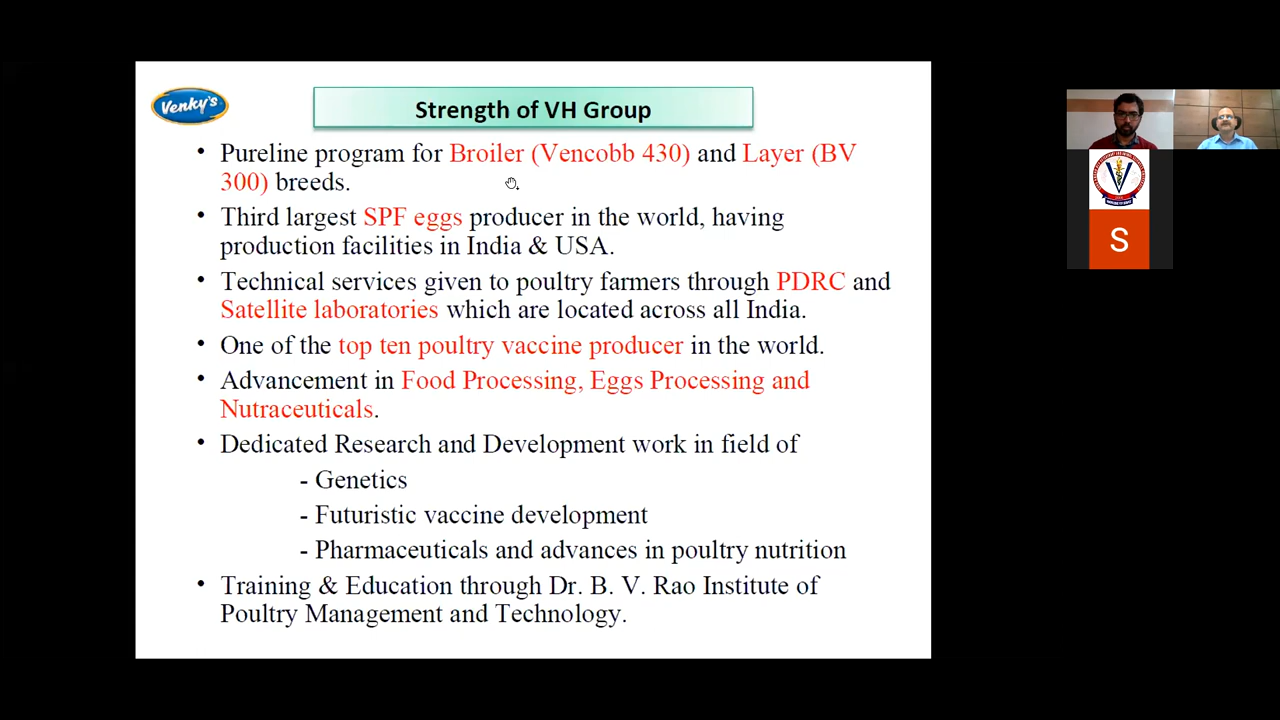 Venky's
Strength of VH Group
• Pureline program for Broiler (Vencobb 430) and Layer (BV
300) breeds.
• Third largest SPF eggs producer in the world, having
production facilities in India & USA.
• Technical services given to poultry farmers through PDRC and
Satellite laboratories which are located across all India.
• One of the top ten poultry vaccine producer in the world.
• Advancement in Food Processing, Eggs Processing and
Nutraceuticals.
• Dedicated Research and Development work in field of
- Genetics
- Futuristic vaccine development
- Pharmaceuticals and advances in poultry nutrition
• Training & Education through Dr. B. V. Rao Institute of
Poultry Management and Technology.
S